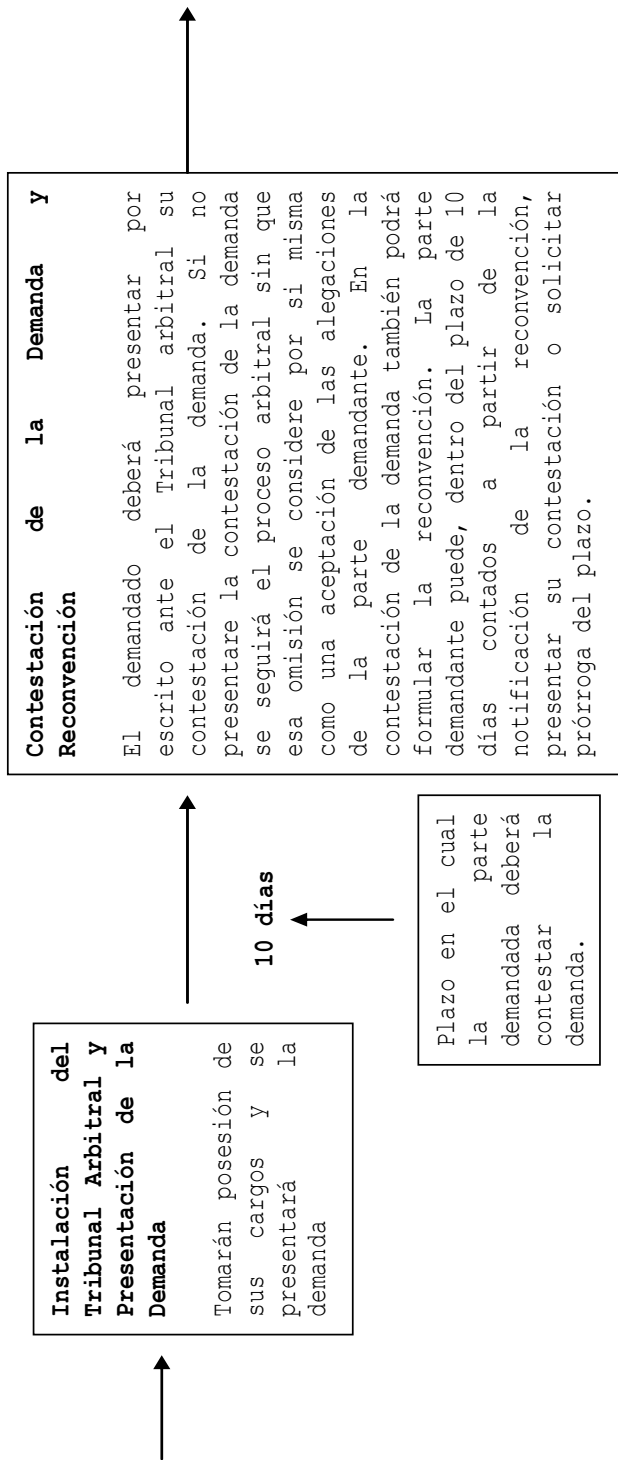 Instalación del
Tribunal Arbitral y
Presentación de la
Demanda
Tomarán posesión de
sus cargos y se
presentará la
demanda
10 días
Plazo en el cual
la parte
demandada deberá
contestar la
demanda.
Contestación de la Demanda y
Reconvención
El demandado deberá presentar por
escrito ante el Tribunal arbitral su
contestación de la demanda. Si no
presentare la contestación de la demanda
se seguirá el proceso arbitral sin que
esa omisión se considere por si misma
como una aceptación de las alegaciones
de la parte demandante. En la
contestación de la demanda también podrá
formular la reconvención. La parte
demandante puede, dentro del plazo de 10
días contados a partir de la
notificación de la reconvención,
presentar su contestación o solicitar
prórroga del plazo.